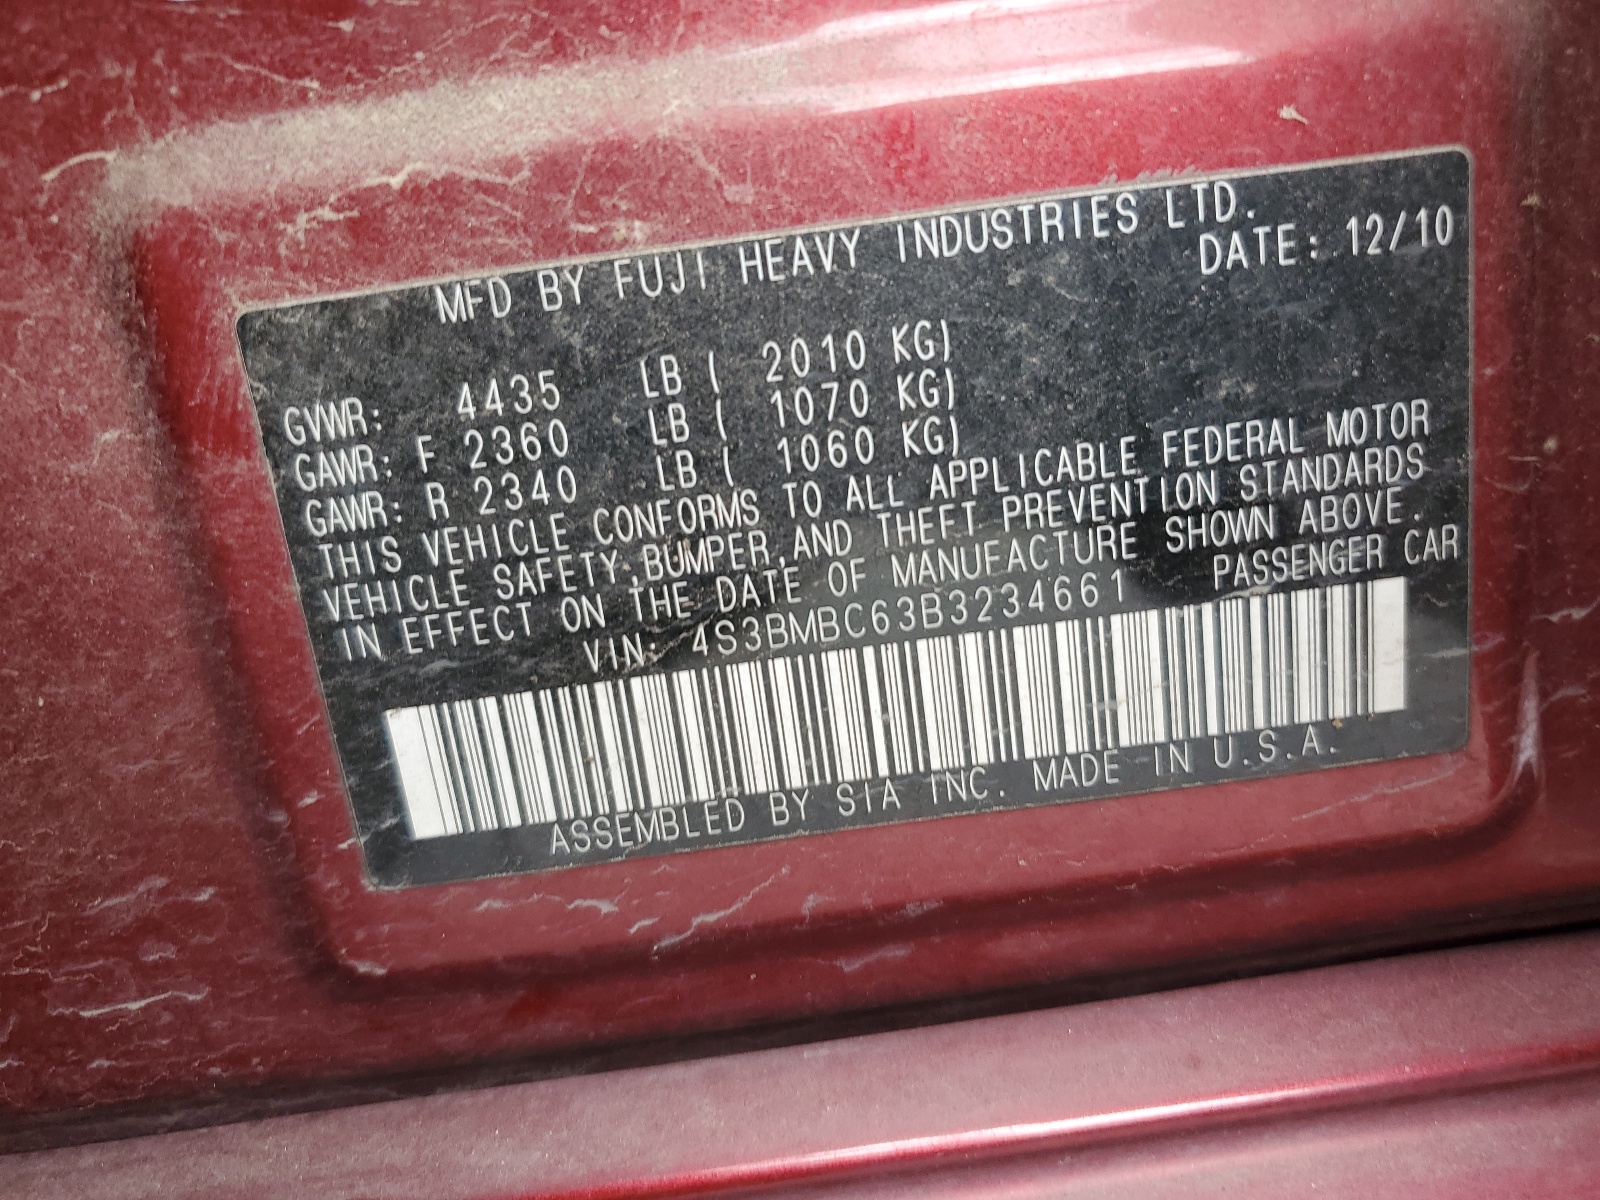 MFD BY FUJI HEAVY INDUSTRIES LTD.
DATE: 12/10
GVWR: 4435 LB ( 2010 KG)
GAWR: F 2360 LB ( 1070 KG)
GAWR: R 2340 LB ( 1060 KG)
THIS VEHICLE CONFORMS TO ALL APPLICABLE FEDERAL MOTOR
VEHICLE SAFETY,BUMPER,AND THEFT PREVENTION STANDARDS
IN EFFECT ON THE DATE OF MANUFACTURE SHOWN ABOVE.
VIN: 4S3BMBC63B3234661 PASSENGER CAR
ASSEMBLED BY SIA INC. MADE IN U.S.A.